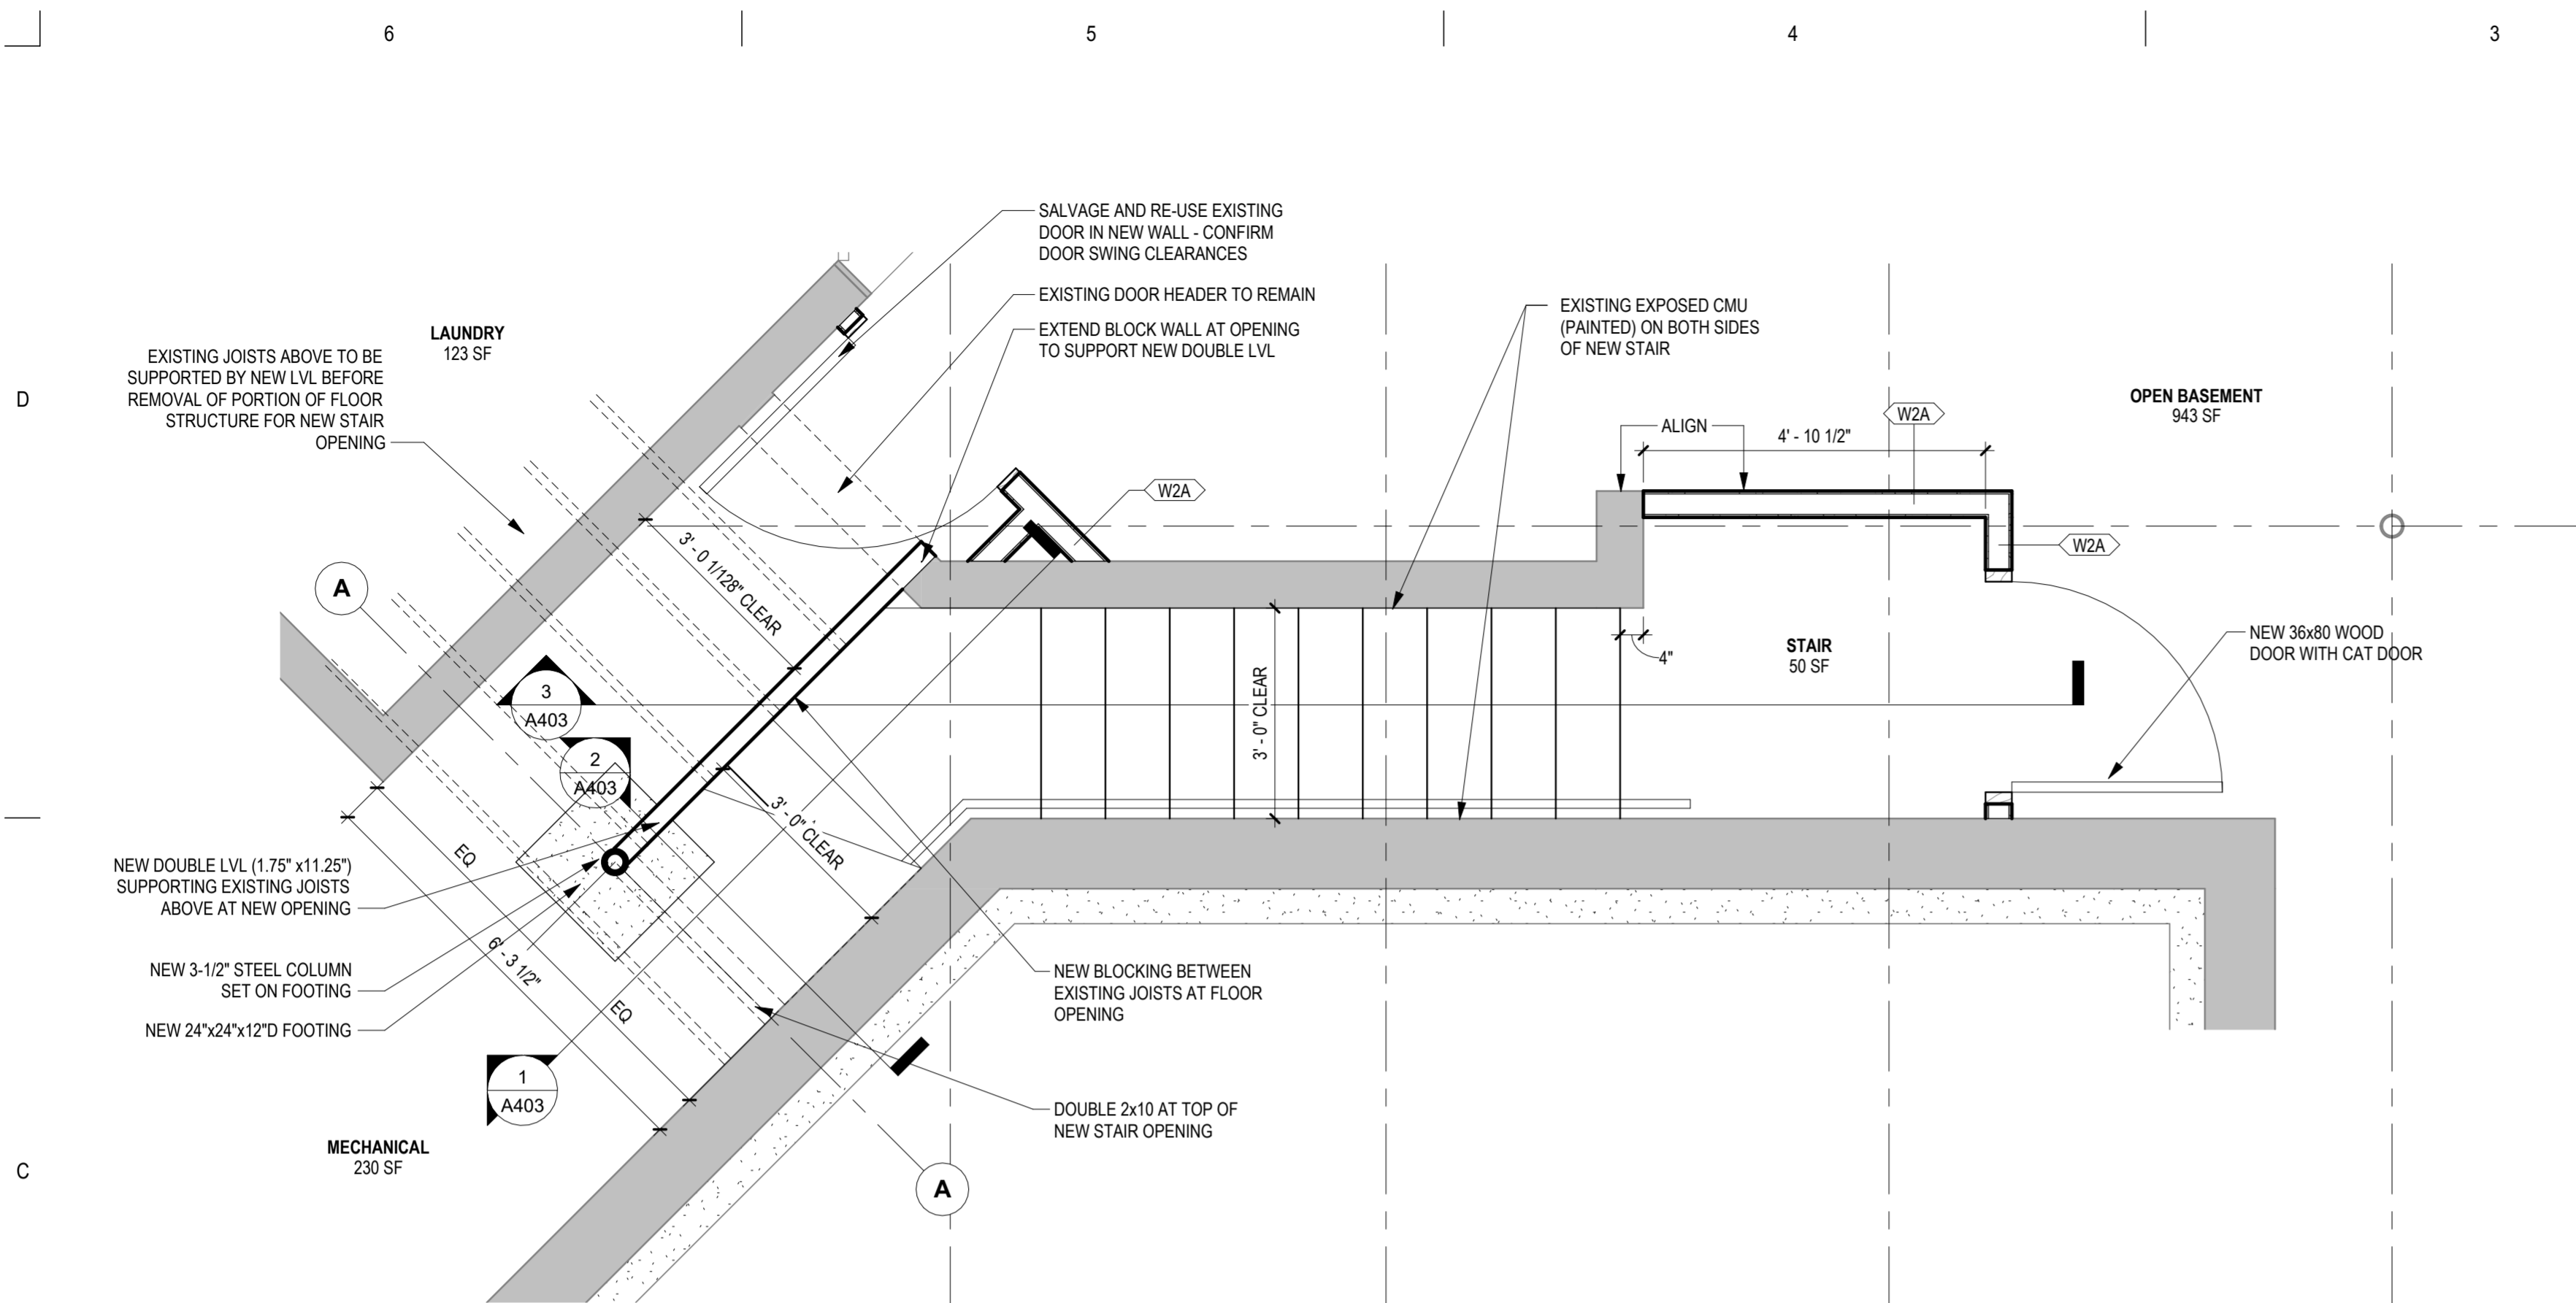 6
5
4
3
D
C
SALVAGE AND RE-USE EXISTING
DOOR IN NEW WALL - CONFIRM
DOOR SWING CLEARANCES
EXISTING DOOR HEADER TO REMAIN
EXTEND BLOCK WALL AT OPENING
TO SUPPORT NEW DOUBLE LVL
EXISTING EXPOSED CMU
(PAINTED) ON BOTH SIDES
OF NEW STAIR
LAUNDRY
123 SF
EXISTING JOISTS ABOVE TO BE
SUPPORTED BY NEW LVL BEFORE
REMOVAL OF PORTION OF FLOOR
STRUCTURE FOR NEW STAIR
OPENING
OPEN BASEMENT
943 SF
W2A
ALIGN
4' - 10 1/2"
W2A
W2A
3' - 0 1/128" CLEAR
A
3
A403
2
A403
3' - 0" CLEAR
3' - 0" CLEAR
4"
STAIR
50 SF
NEW 36x80 WOOD
DOOR WITH CAT DOOR
EQ
6' - 3 1/2"
EQ
NEW DOUBLE LVL (1.75" x11.25")
SUPPORTING EXISTING JOISTS
ABOVE AT NEW OPENING
NEW 3-1/2" STEEL COLUMN
SET ON FOOTING
NEW 24"x24"x12"D FOOTING
NEW BLOCKING BETWEEN
EXISTING JOISTS AT FLOOR
OPENING
1
A403
DOUBLE 2x10 AT TOP OF
NEW STAIR OPENING
MECHANICAL
230 SF
A